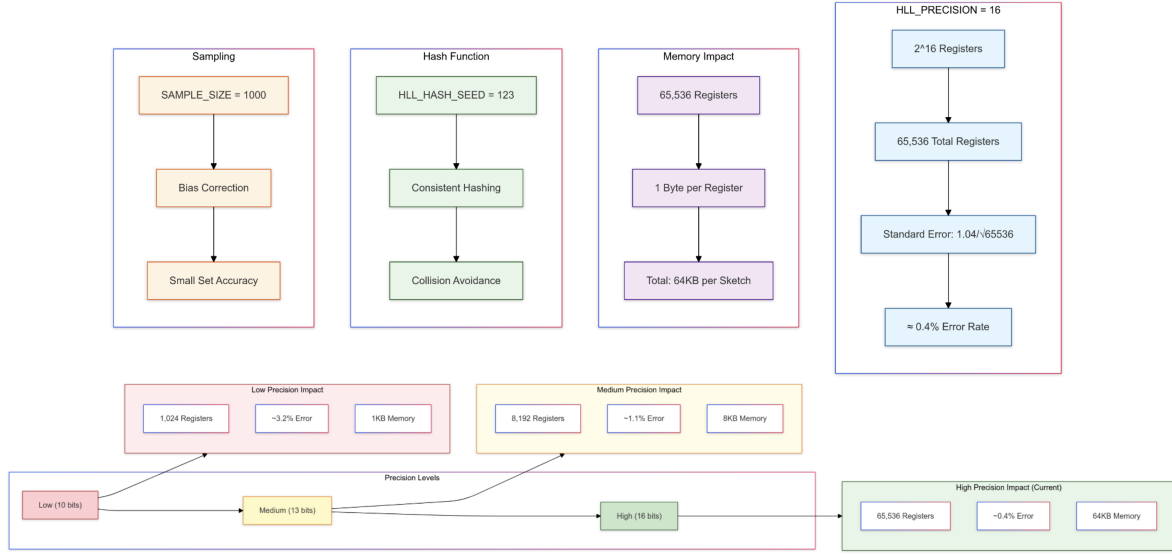 Sampling
SAMPLE_SIZE = 1000
Bias Correction
Small Set Accuracy
Hash Function
HLL_HASH_SEED = 123
Consistent Hashing
Collision Avoidance
Memory Impact
65,536 Registers
1 Byte per Register
Total: 64KB per Sketch
HLL_PRECISION = 16
2^16 Registers
65,536 Total Registers
Standard Error: 1.04/√65536
≈ 0.4% Error Rate
Low Precision Impact
1,024 Registers
~3.2% Error
1KB Memory
Medium Precision Impact
8,192 Registers
~1.1% Error
8KB Memory
Precision Levels
Low (10 bits)
Medium (13 bits)
High (16 bits)
High Precision Impact (Current)
65,536 Registers
~0.4% Error
64KB Memory